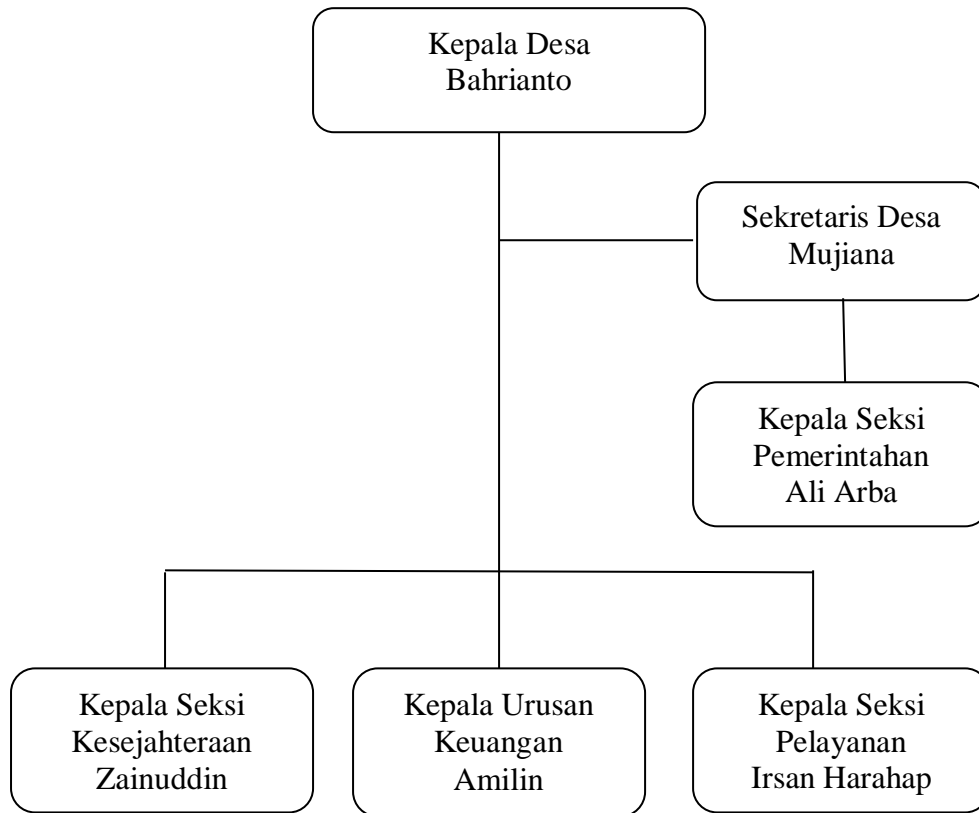 Kepala Desa
Bahrianto
Sekretaris Desa
Mujiana
Kepala Seksi
Pemerintahan
Ali Arba
Kepala Seksi
Kesejahteraan
Zainuddin
Kepala Urusan
Keuangan
Amilin
Kepala Seksi
Pelayanan
Irsan Harahap